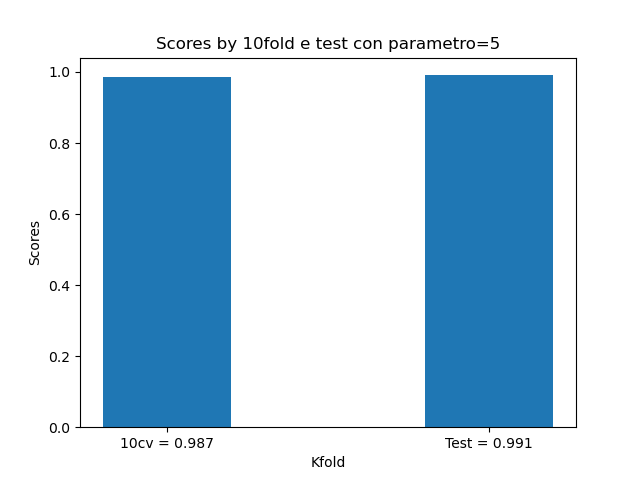 Scores by 10fold e test con parametro=5
1.0
0.8
0.6
0.4
0.2
0.0
Scores
10cv = 0.987
Test = 0.991
Kfold